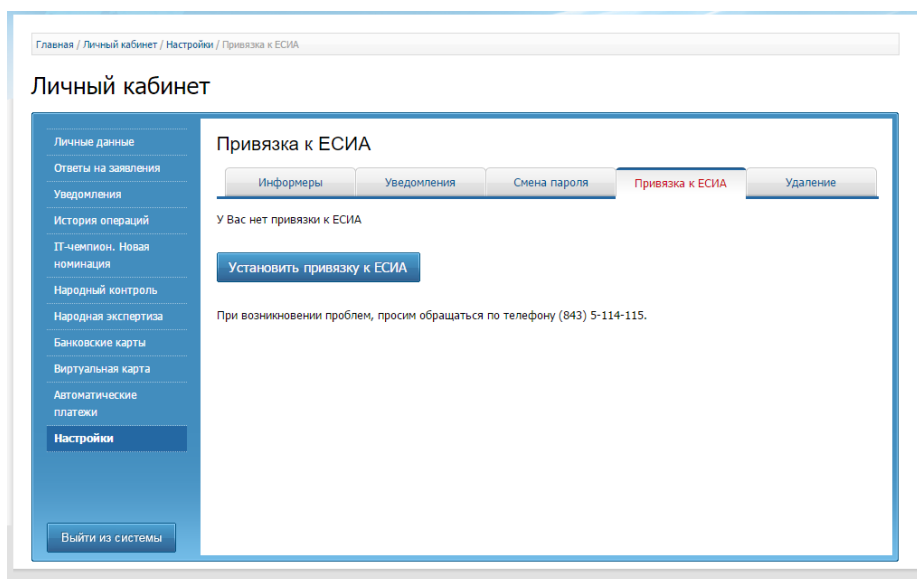 Главная / Личный кабинет / Настройки / Привязка к ЕСИА
Личный кабинет
Личные данные
Ответы на заявления
Уведомления
История операций
IT-чемпион. Новая
номинация
Народный контроль
Народная экспертиза
Банковские карты
Виртуальная карта
Автоматические
платежи
Настройки
Выйти из системы
Привязка к ЕСИА
Информеры Уведомления Смена пароля Привязка к ЕСИА Удаление
У Вас нет привязки к ЕСИА
Установить привязку к ЕСИА
При возникновении проблем, просим обращаться по телефону (843) 5-114-115.